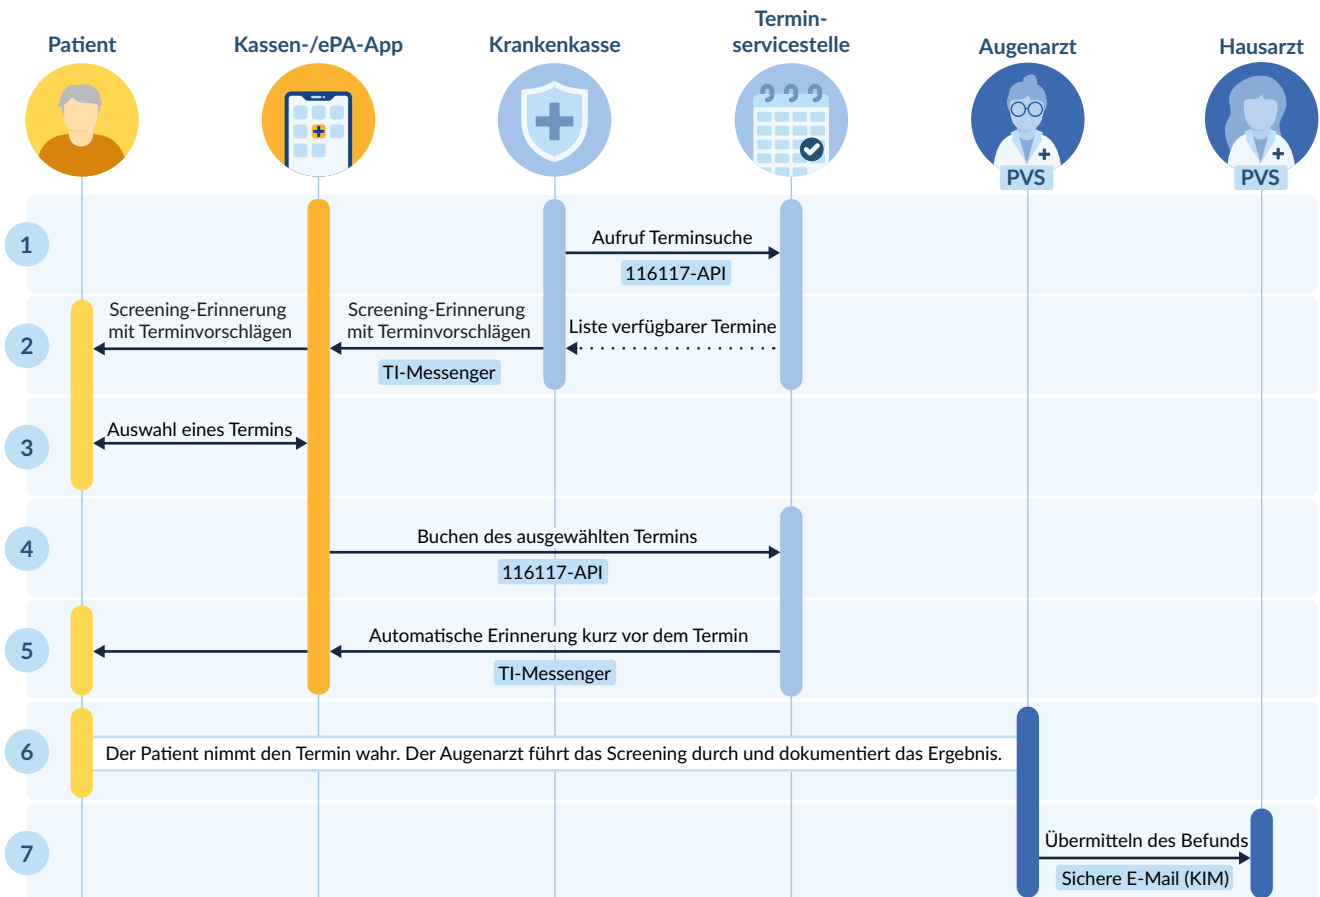 Patient
Kassen-/ePA-App
Krankenkasse
Termin-
servicestelle
Augenarzt
Hausarzt
PVS
PVS
1
Aufruf Terminsuche
116117-API
2
Screening-Erinnerung
mit Terminvorschlägen
Screening-Erinnerung
mit Terminvorschlägen
TI-Messenger
Liste verfügbarer Termine
3
Auswahl eines Termins
4
Buchen des ausgewählten Termins
116117-API
5
Automatische Erinnerung kurz vor dem Termin
TI-Messenger
6
Der Patient nimmt den Termin wahr. Der Augenarzt führt das Screening durch und dokumentiert das Ergebnis.
7
Übermitteln des Befunds
Sichere E-Mail (KIM)